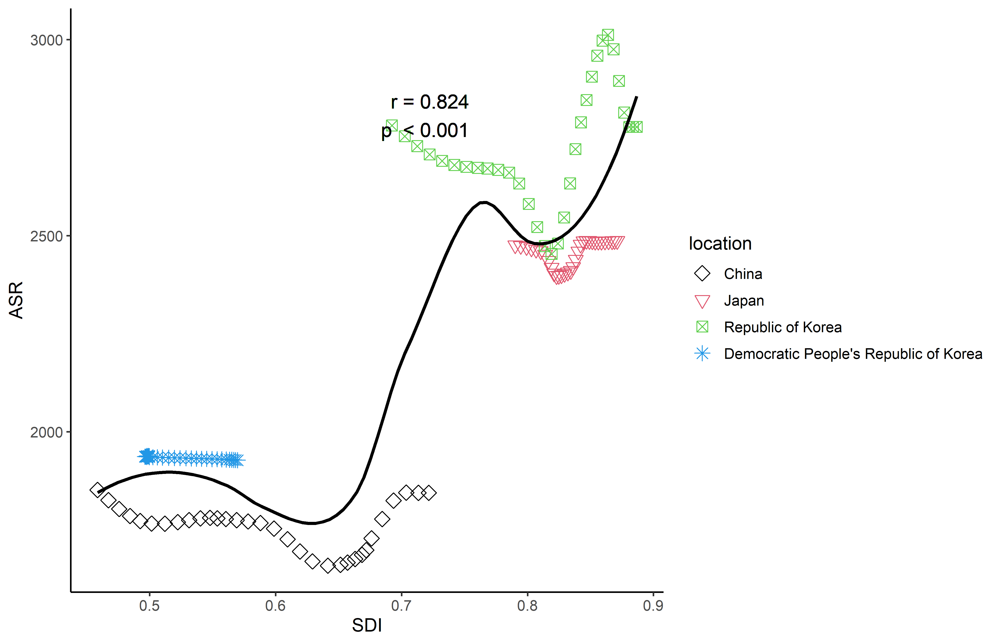 3000
2500
2000
ASR
r = 0.824
p < 0.001
0.5
0.6
0.7
0.8
0.9
SDI
location
China
Japan
Republic of Korea
Democratic People's Republic of Korea